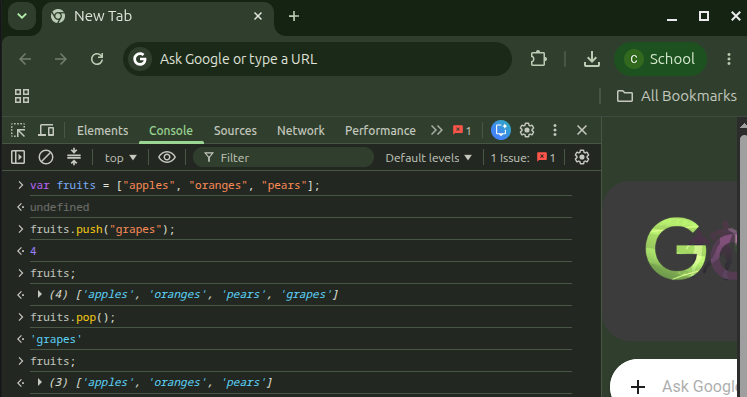 New Tab
Ask Google or type a URL
C School
All Bookmarks
Elements Console Sources Network Performance 1
top Filter Default levels 1 Issue: 1
var fruits = ["apples", "oranges", "pears"];
undefined
fruits.push("grapes");
4
fruits;
(4) ['apples', 'oranges', 'pears', 'grapes']
fruits.pop();
'grapes'
fruits;
(3) ['apples', 'oranges', 'pears']
Ask Google